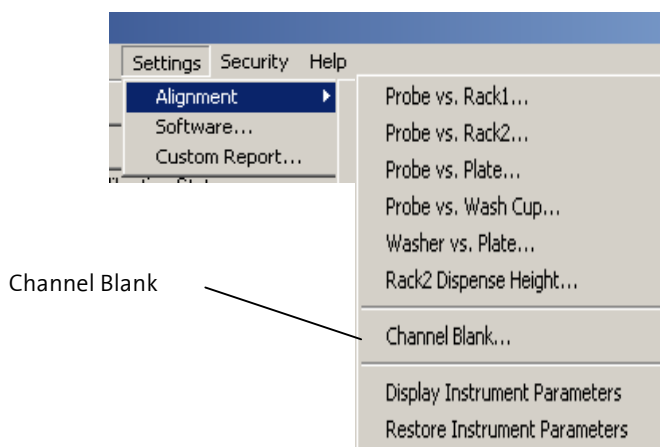 Settings Security Help
Alignment
Software...
Custom Report...
Probe vs. Rack1...
Probe vs. Rack2...
Probe vs. Plate...
Probe vs. Wash Cup...
Washer vs. Plate...
Rack2 Dispense Height...
Channel Blank
Channel Blank...
Display Instrument Parameters
Restore Instrument Parameters